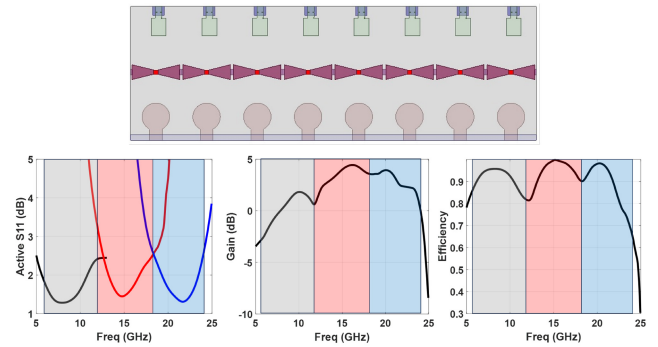 5
4
3
2
1
Active S11 (dB)
5 10 15 20 25
Freq (GHz)
5
0
-5
-10
Gain (dB)
5 10 15 20 25
Freq (GHz)
0.9
0.8
0.7
0.6
0.5
0.4
0.3
Efficiency
5 10 15 20 25
Freq (GHz)